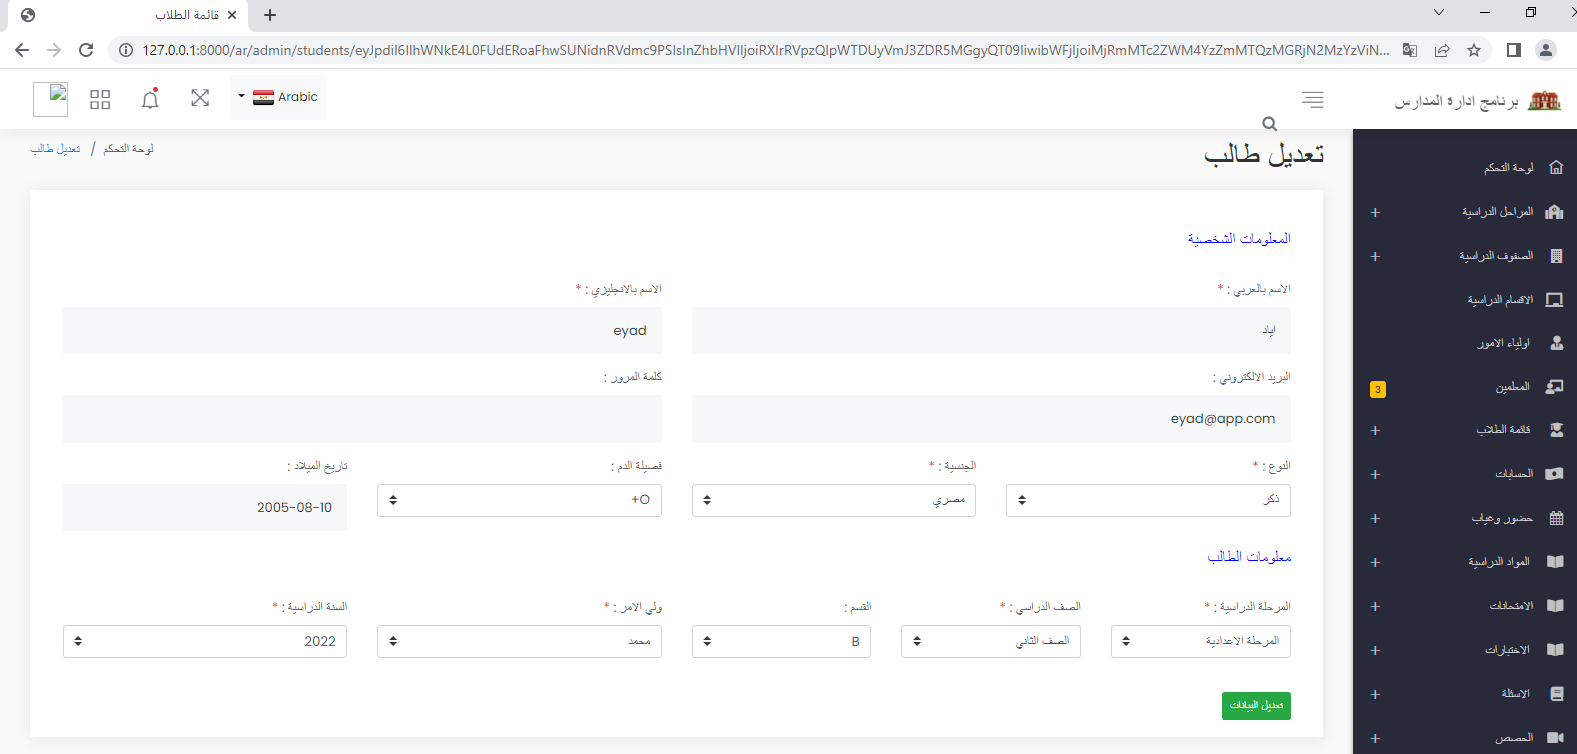 قائمة الطلاب
127.0.0.1:8000/ar/admin/students/
Arabic
برنامج ادارة المدارس
تعديل طالب
لوحة التحكم / تعديل طالب
لوحة التحكم
المراحل الدراسية
الصفوف الدراسية
الاقسام الدراسية
اولياء الامور
المعلمين
3
قائمة الطلاب
الحسابات
حضور وغياب
المواد الدراسية
الامتحانات
الاختبارات
الاسئلة
الحصص
المعلومات الشخصية
الاسم بالعربي : *
الاسم بالانجليزي : *
اياد
eyad
البريد الالكتروني :
كلمة المرور :
eyad@app.com
النوع : *
الجنسية : *
فصيلة الدم :
تاريخ الميلاد :
ذكر
مصري
O+
2005-08-10
معلومات الطالب
المرحلة الدراسية : *
الصف الدراسي : *
القسم :
ولي الامر : *
السنة الدراسية : *
المرحلة الاعدادية
الصف الثاني
B
محمد
2022
تعديل البيانات